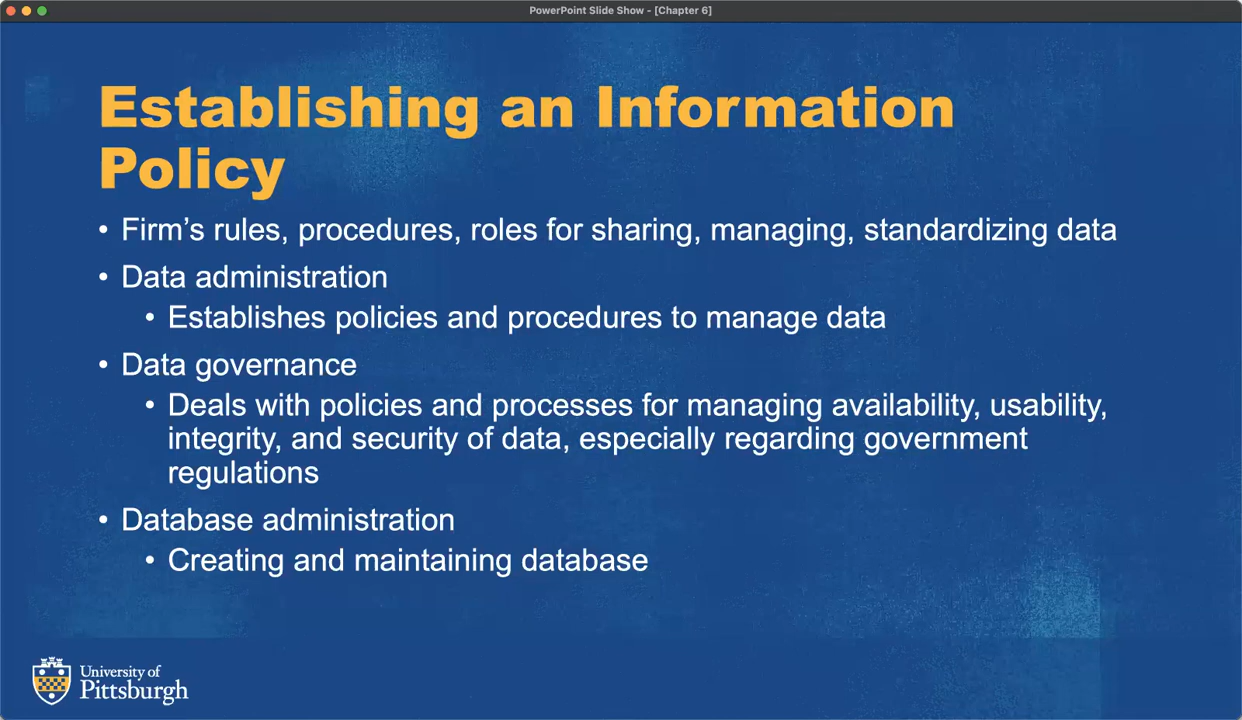 PowerPoint Slide Show - [Chapter 6]
Establishing an Information
Policy
• Firm’s rules, procedures, roles for sharing, managing, standardizing data
• Data administration
• Establishes policies and procedures to manage data
• Data governance
• Deals with policies and processes for managing availability, usability,
integrity, and security of data, especially regarding government
regulations
• Database administration
• Creating and maintaining database
University of
Pittsburgh